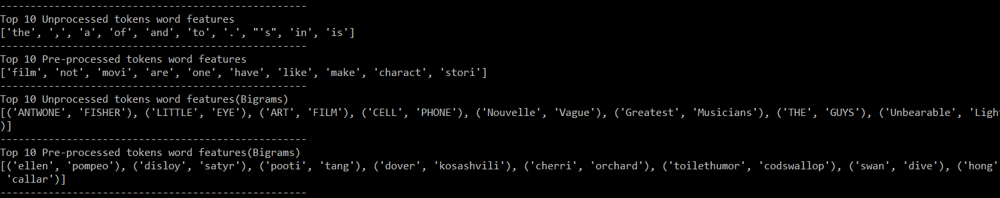 ---------------------------------------------------
Top 10 Unprocessed tokens word features
['the', ',', 'a', 'of', 'and', 'to', '.', "'s", 'in', 'is']
---------------------------------------------------
Top 10 Pre-processed tokens word features
['film', 'not', 'movi', 'are', 'one', 'have', 'like', 'make', 'charact', 'stori']
---------------------------------------------------
Top 10 Unprocessed tokens word features(Bigrams)
[('ANTWONE', 'FISHER'), ('LITTLE', 'EYE'), ('ART', 'FILM'), ('CELL', 'PHONE'), ('Nouvelle', 'Vague'), ('Greatest', 'Musicians'), ('THE', 'GUYS'), ('Unbearable', 'Ligh
)]
---------------------------------------------------
Top 10 Pre-processed tokens word features(Bigrams)
[('ellen', 'pompeo'), ('disloy', 'satyr'), ('pooti', 'tang'), ('dover', 'kosashvili'), ('cherri', 'orchard'), ('toilethumor', 'codswallop'), ('swan', 'dive'), ('hong'
 'callar')]
---------------------------------------------------